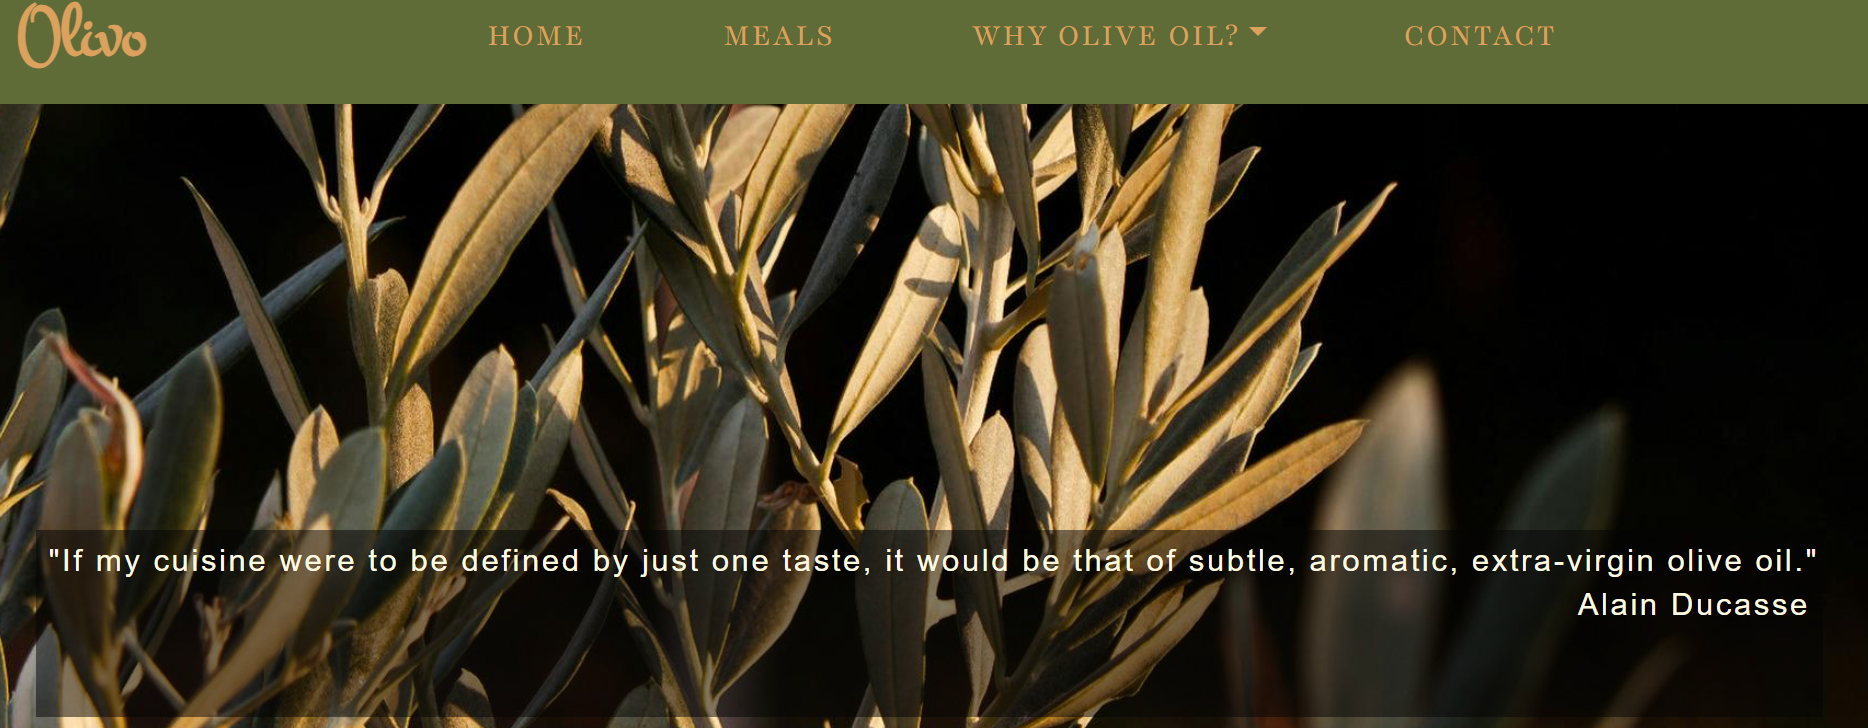 Olivo HOME MEALS WHY OLIVE OIL? CONTACT
"If my cuisine were to be defined by just one taste, it would be that of subtle, aromatic, extra-virgin olive oil."
Alain Ducasse